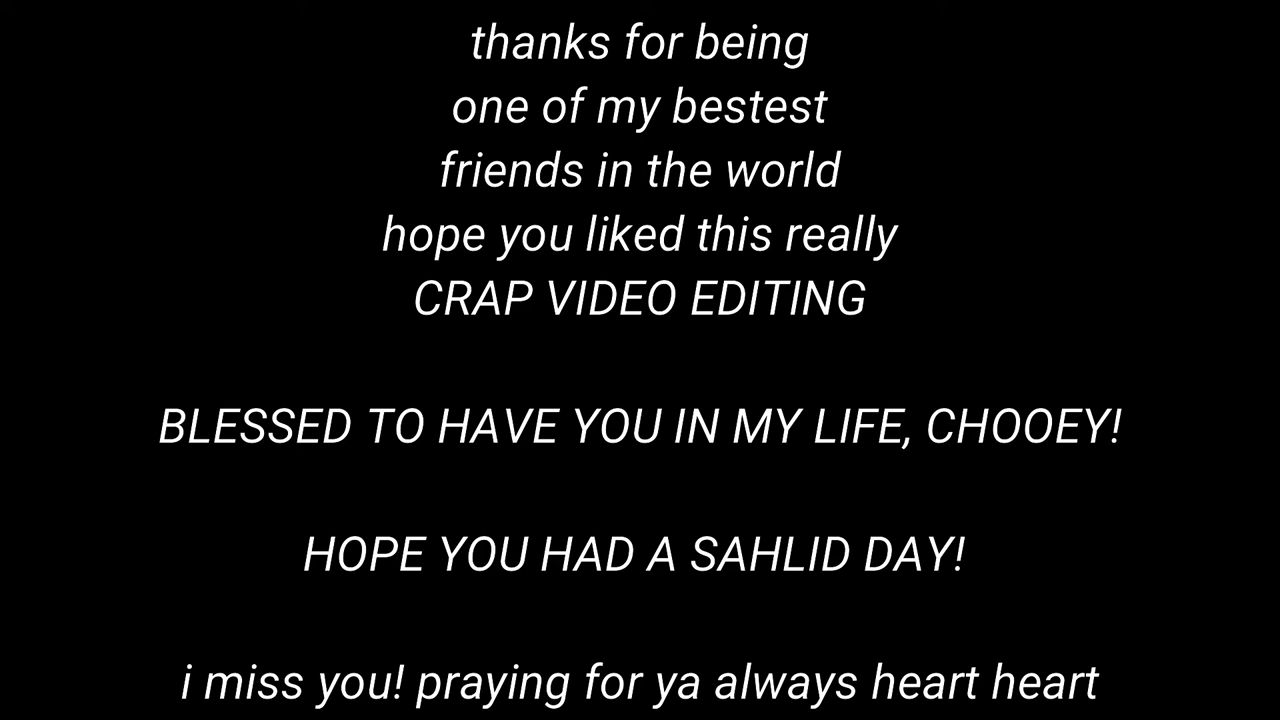 thanks for being
one of my bestest
friends in the world
hope you liked this really
CRAP VIDEO EDITING
BLESSED TO HAVE YOU IN MY LIFE, CHOOEY!
HOPE YOU HAD A SAHLID DAY!
i miss you! praying for ya always heart heart